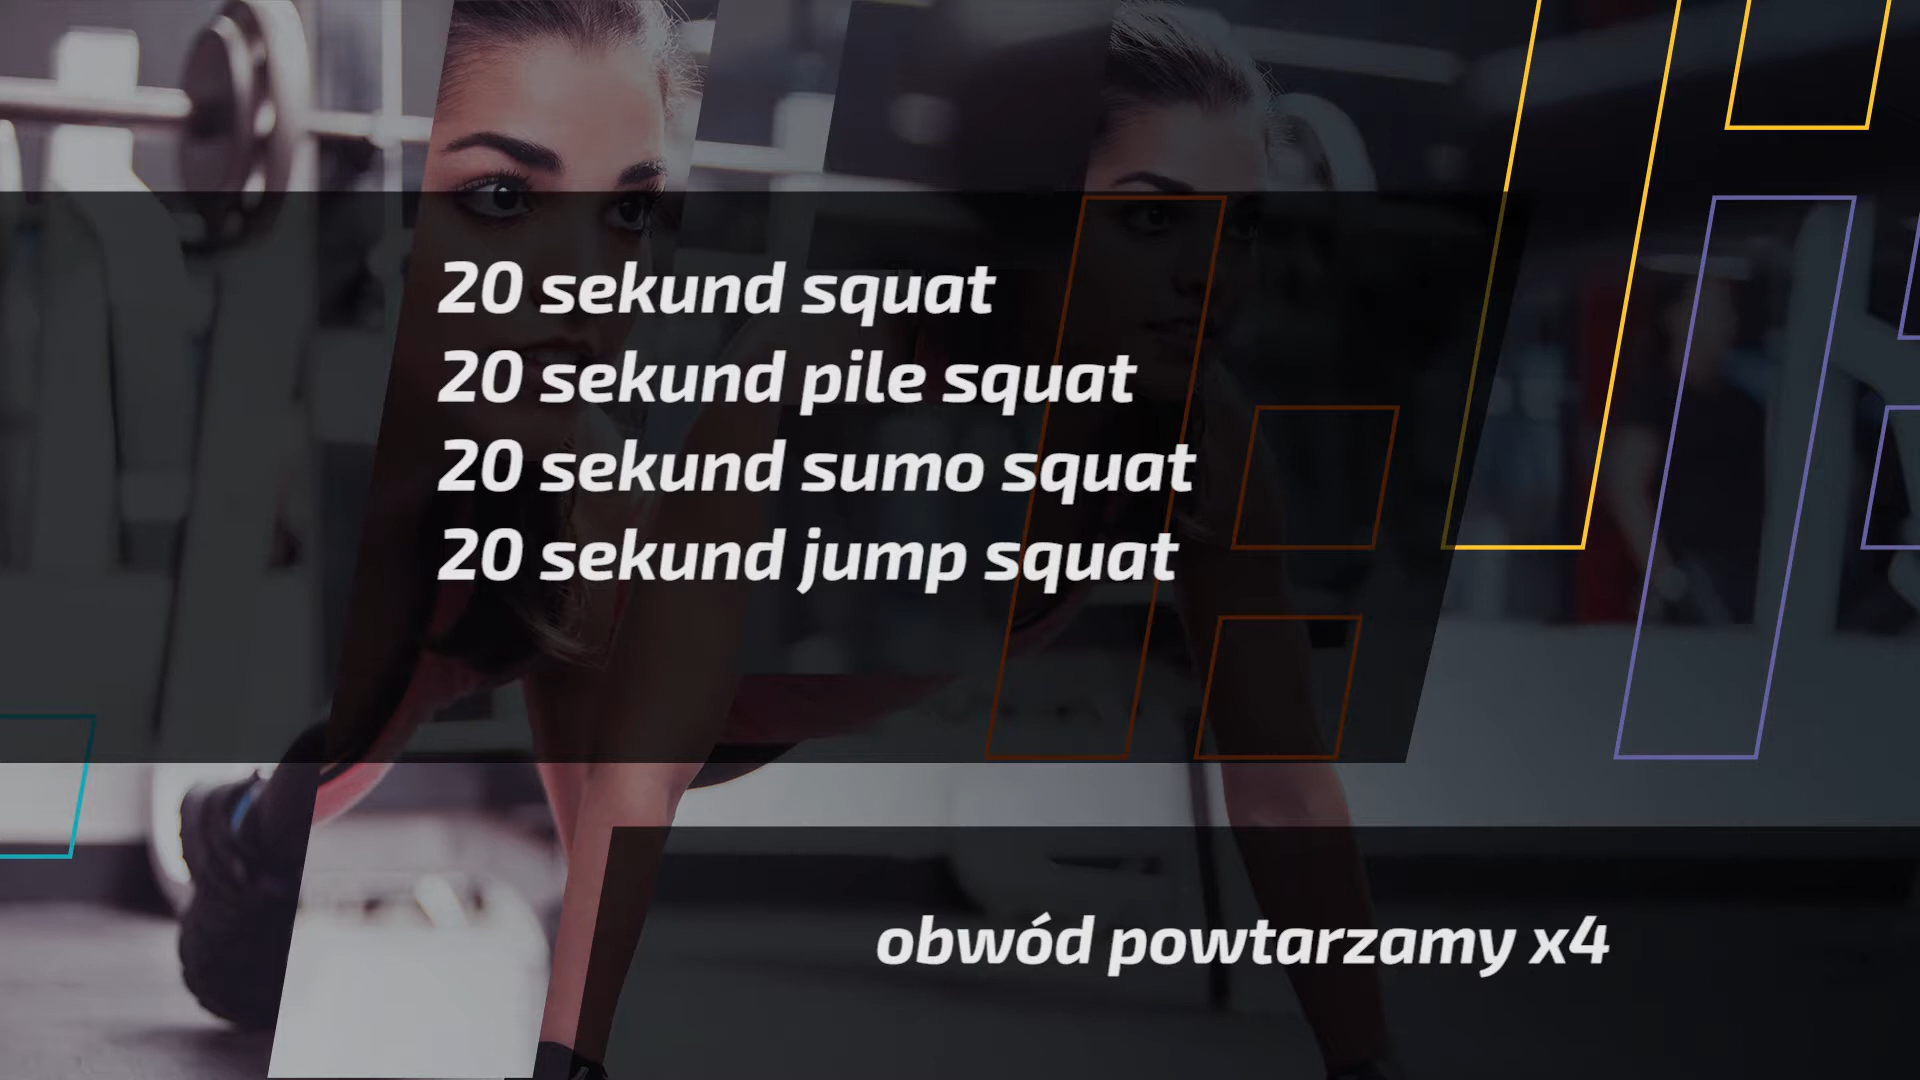 20 sekund squat
20 sekund pile squat
20 sekund sumo squat
20 sekund jump squat
obwód powtarzamy x4